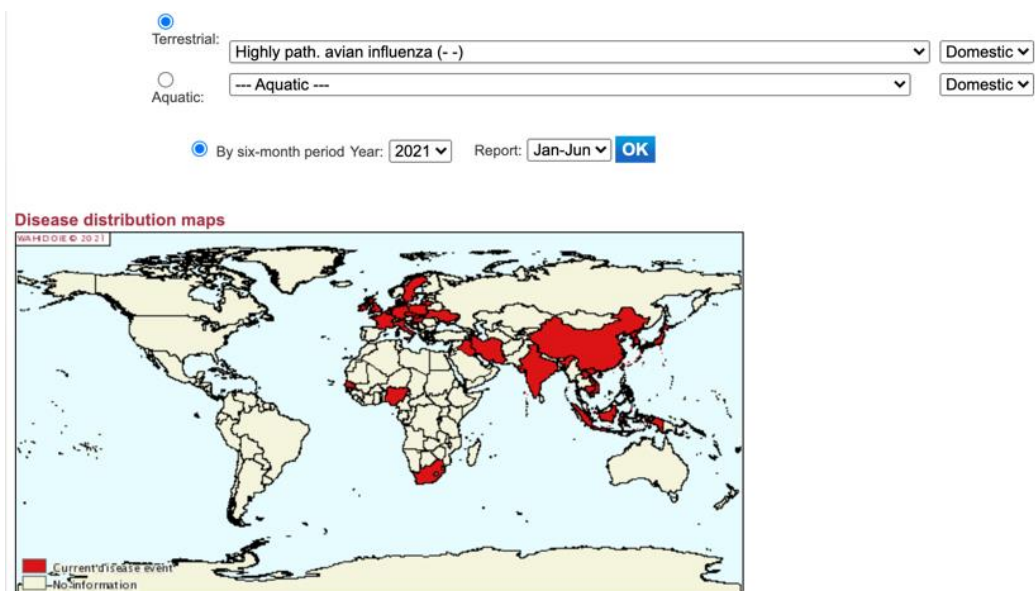 Terrestrial:
Highly path. avian influenza (- -) Domestic
Aquatic:
--- Aquatic --- Domestic
By six-month period Year: 2021 Report: Jan-Jun OK
Disease distribution maps
WAHID OIE © 2021
Current disease event
No information